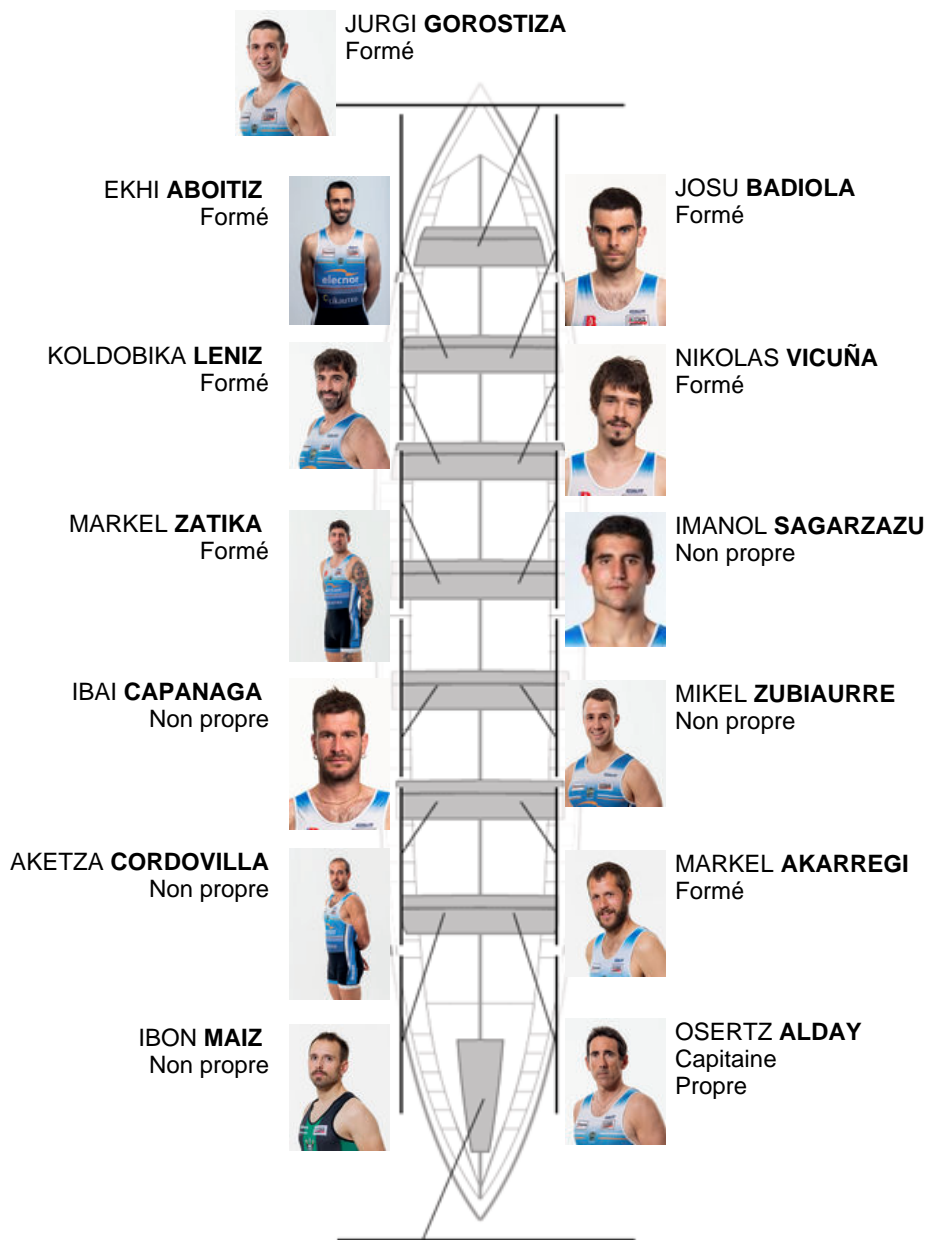 JURGI GOROSTIZA
Formé
EKHI ABOITIZ
Formé
JOSU BADIOLA
Formé
elecnor
KOLDOBIKA LENIZ
Formé
NIKOLAS VICUÑA
Formé
MARKEL ZATIKA
Formé
IMANOL SAGARZAZU
Non propre
IBAI CAPANAGA
Non propre
MIKEL ZUBIAURRE
Non propre
AKETZA CORDOVILLA
Non propre
MARKEL AKARREGI
Formé
IBON MAIZ
Non propre
OSERTZ ALDAY
Capitaine
Propre